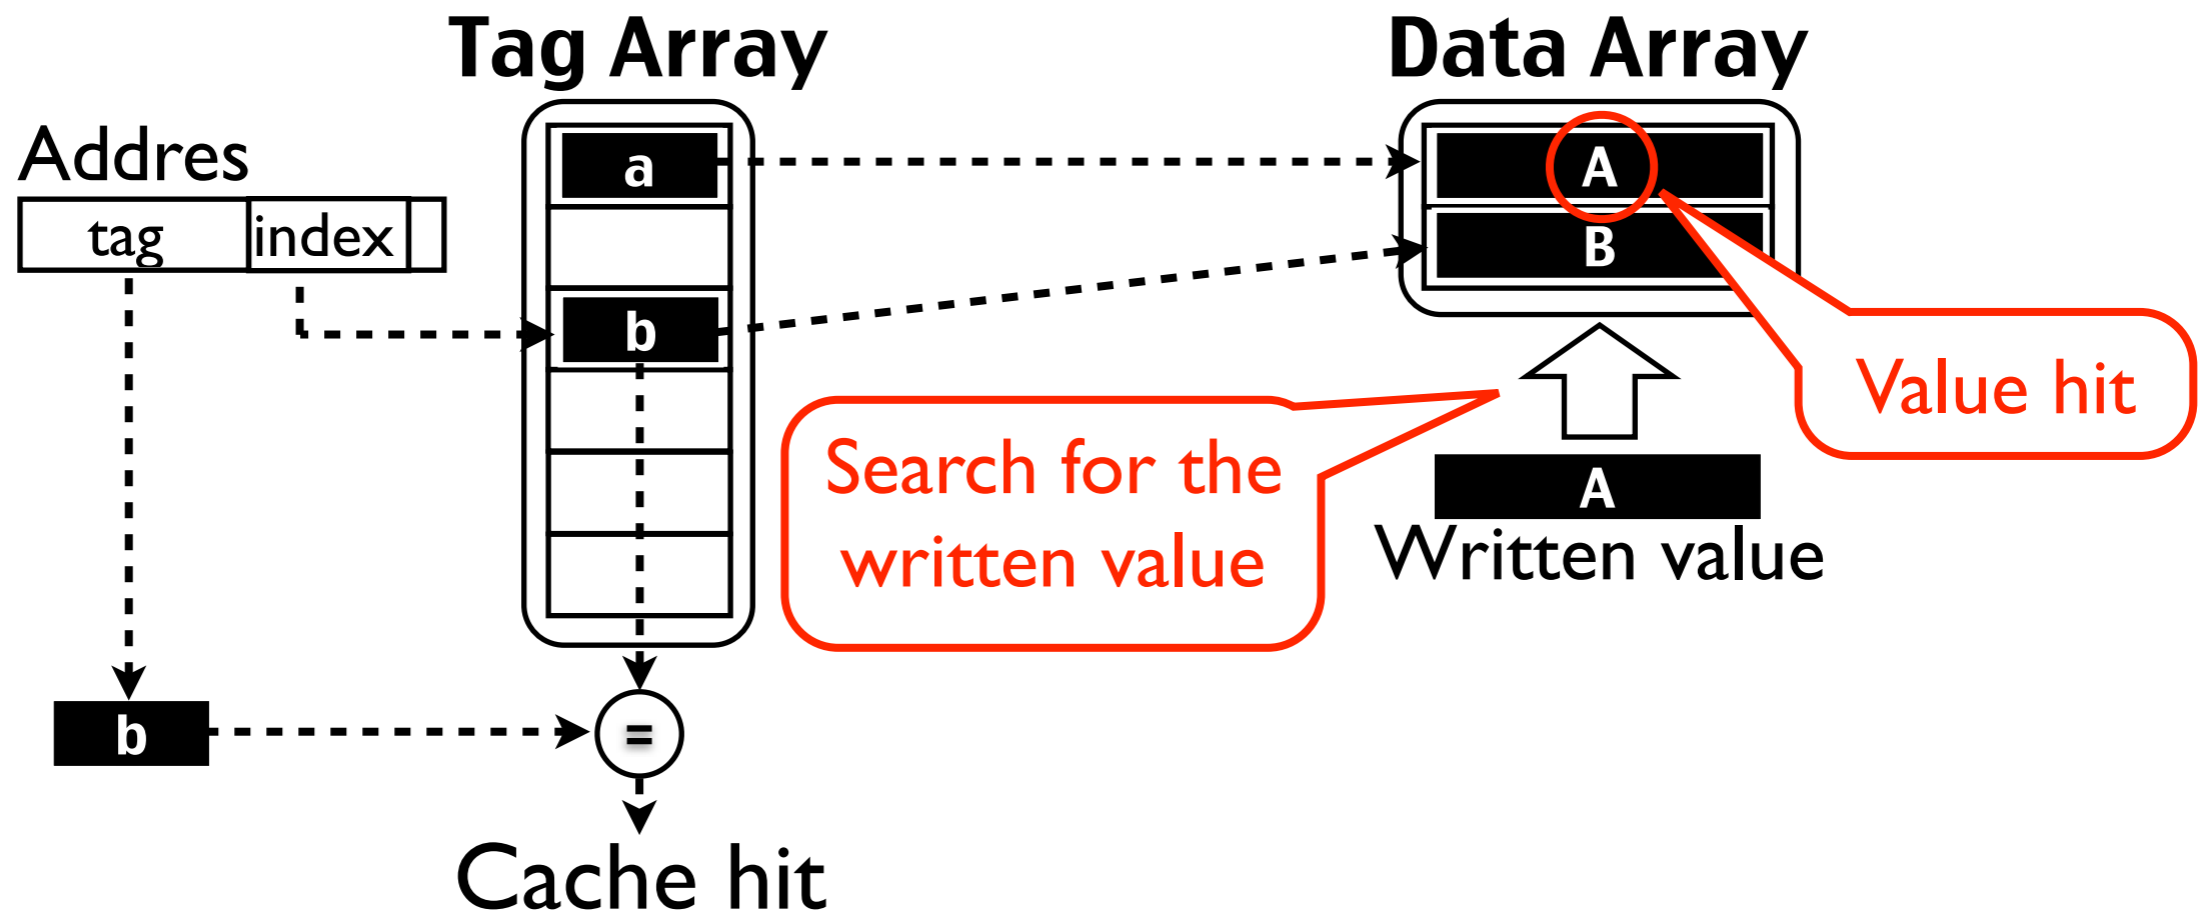 Tag Array
Data Array
Addres
tag
index
a
b
A
B
Value hit
Search for the
written value
A
Written value
b
=
Cache hit